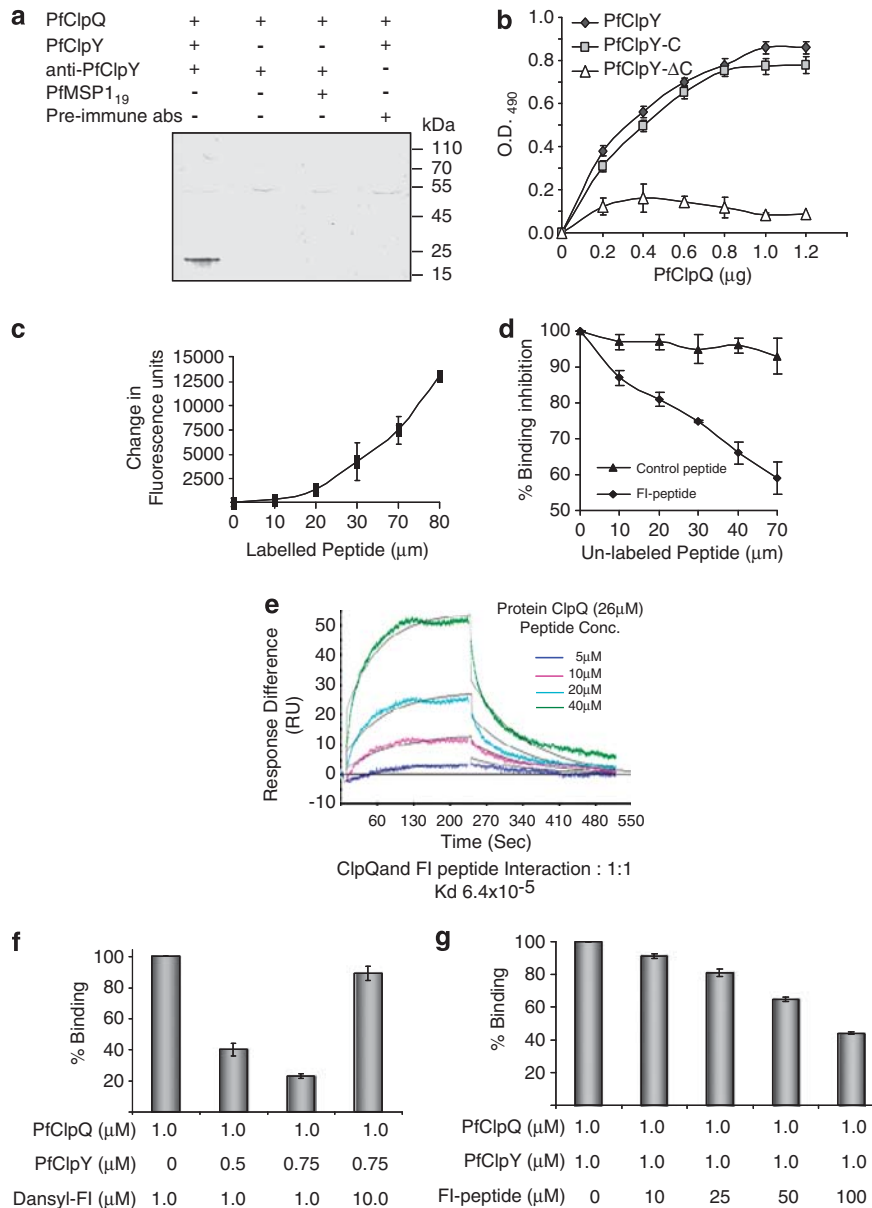 a
PfClpQ + + + +
PfClpY + - - +
anti-PfClpY + + + -
PfMSP1₁₉ - - + -
Pre-immune abs - - - +
kDa
110
70
55
45
25
15
b
PfClpY
PfClpY-C
PfClpY-ΔC
O.D. 490
1.0
0.8
0.6
0.4
0.2
0.0
0 0.2 0.4 0.6 0.8 1.0 1.2
PfClpQ (μg)
c
Change in
Fluorescence units
15000
12500
10000
7500
5000
2500
0 10 20 30 70 80
Labelled Peptide (μm)
d
% Binding inhibition
100
90
80
70
60
50
Control peptide
FI-peptide
0 10 20 30 40 70
Un-labeled Peptide (μm)
e
Response Difference
(RU)
50
40
30
20
10
0
-10
Protein ClpQ (26μM)
Peptide Conc.
5μM
10μM
20μM
40μM
60 130 200 270 340 410 480 550
Time (Sec)
ClpQand FI peptide Interaction : 1:1
Kd 6.4x10⁻⁵
f
% Binding
100
80
60
40
20
PfClpQ (μM) 1.0 1.0 1.0 1.0
PfClpY (μM) 0 0.5 0.75 0.75
Dansyl-FI (μM) 1.0 1.0 1.0 10.0
g
% Binding
100
80
60
40
20
PfClpQ (μM) 1.0 1.0 1.0 1.0 1.0
PfClpY (μM) 1.0 1.0 1.0 1.0 1.0
FI-peptide (μM) 0 10 25 50 100